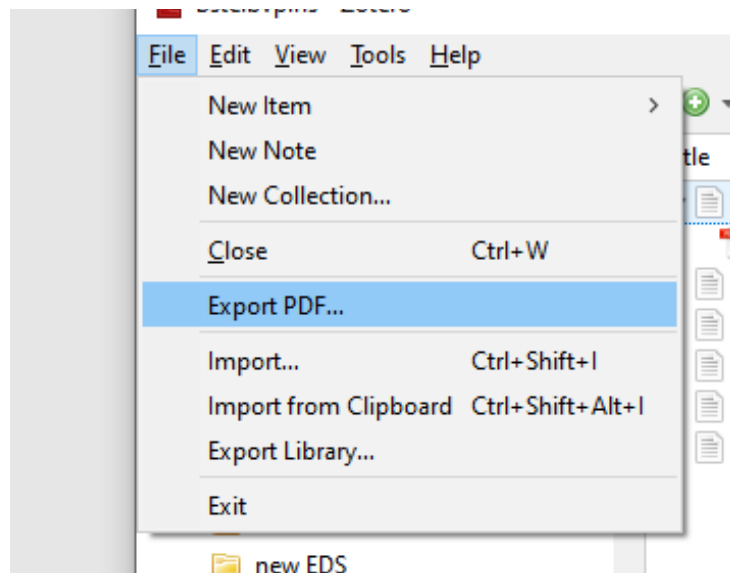 Zotero
File Edit View Tools Help
New Item
New Note
tle
New Collection...
Close Ctrl+W
Export PDF...
Import... Ctrl+Shift+I
Import from Clipboard Ctrl+Shift+Alt+I
Export Library...
Exit
new EDS